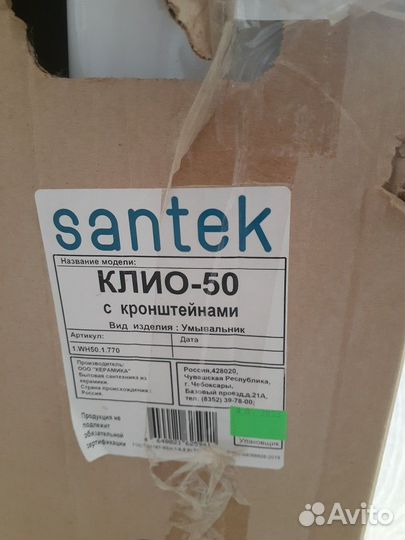 santek
Название модели:
КЛИО-50
с кронштейнами
Вид изделия : Умывальник
Артикул: Дата
1.WH50.1.770
Производитель:
ООО "КЕРАМИКА"
Бытовая сантехника из
керамики.
Страна происхождения :
Россия.
Россия,428020,
Чувашская Республика,
г. Чебоксары,
Базовый проезд,д.21А,
тел. (8352) 39-78-00;
Продукция не
подлежит
обязательной
сертификации
Упаковщик
Avito